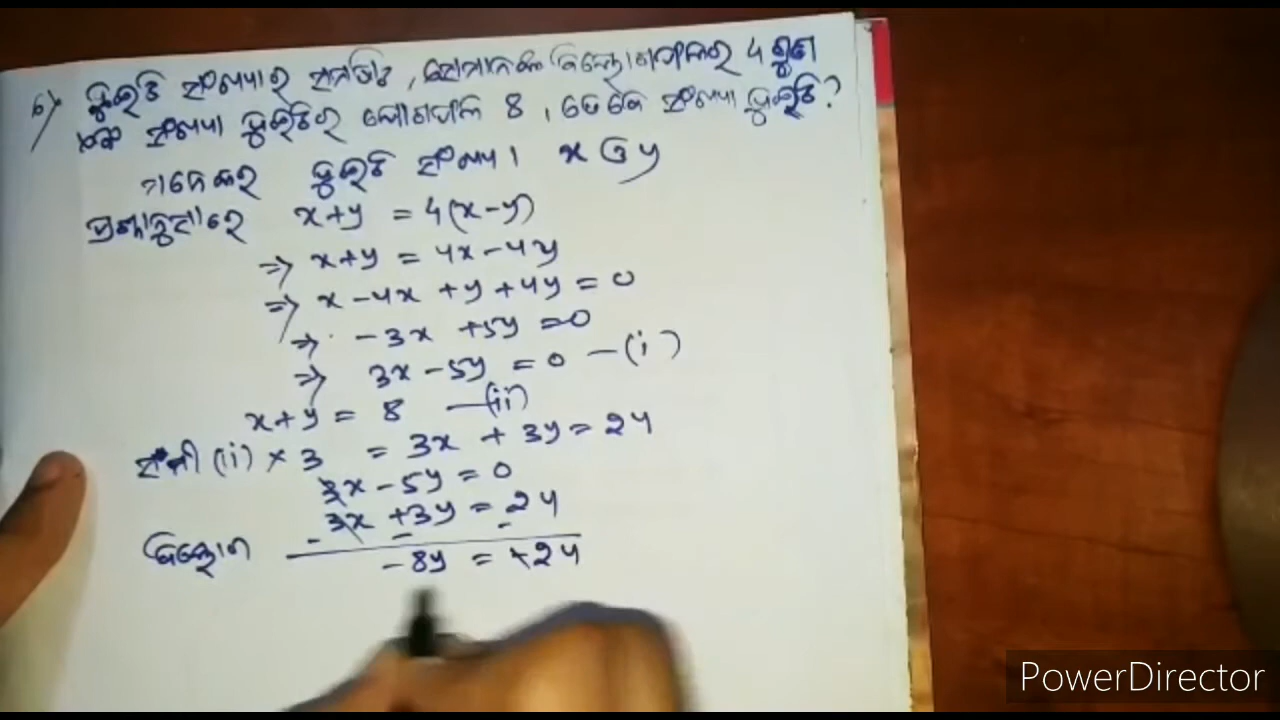 ୬) ଦୁଇଟି ସଂଖ୍ୟାର ସମଷ୍ଟି, ସେମାନଙ୍କ ବିୟୋଗଫଳର 4 ଗୁଣ
ଏବଂ ସଂଖ୍ୟା ଦୁଇଟିର ଯୋଗଫଳ 8, ତେବେ ସଂଖ୍ୟା ଦୁଇଟି?
ମନେକର ଦୁଇଟି ସଂଖ୍ୟା x ଓ y
ପ୍ରଶ୍ନାନୁସାରେ x+y = 4(x-y)
⇒ x+y = 4x-4y
⇒ x-4x +y +4y = 0
⇒ -3x +5y = 0
⇒ 3x-5y = 0 —(i)
x+y = 8 —(ii)
ସମୀ (ii) × 3 = 3x + 3y = 24
3x - 5y = 0
3x +3y = 24
- - -
ବିୟୋଗ -8y = +24
PowerDirector